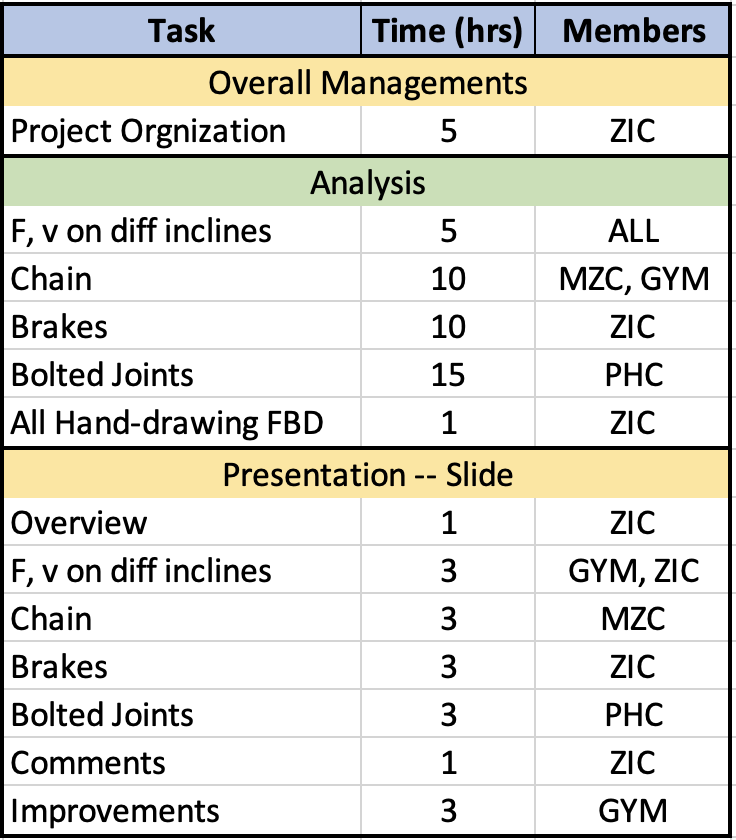 Task Time (hrs) Members
Overall Managements
Project Orgnization 5 ZIC
Analysis
F, v on diff inclines 5 ALL
Chain 10 MZC, GYM
Brakes 10 ZIC
Bolted Joints 15 PHC
All Hand-drawing FBD 1 ZIC
Presentation -- Slide
Overview 1 ZIC
F, v on diff inclines 3 GYM, ZIC
Chain 3 MZC
Brakes 3 ZIC
Bolted Joints 3 PHC
Comments 1 ZIC
Improvements 3 GYM